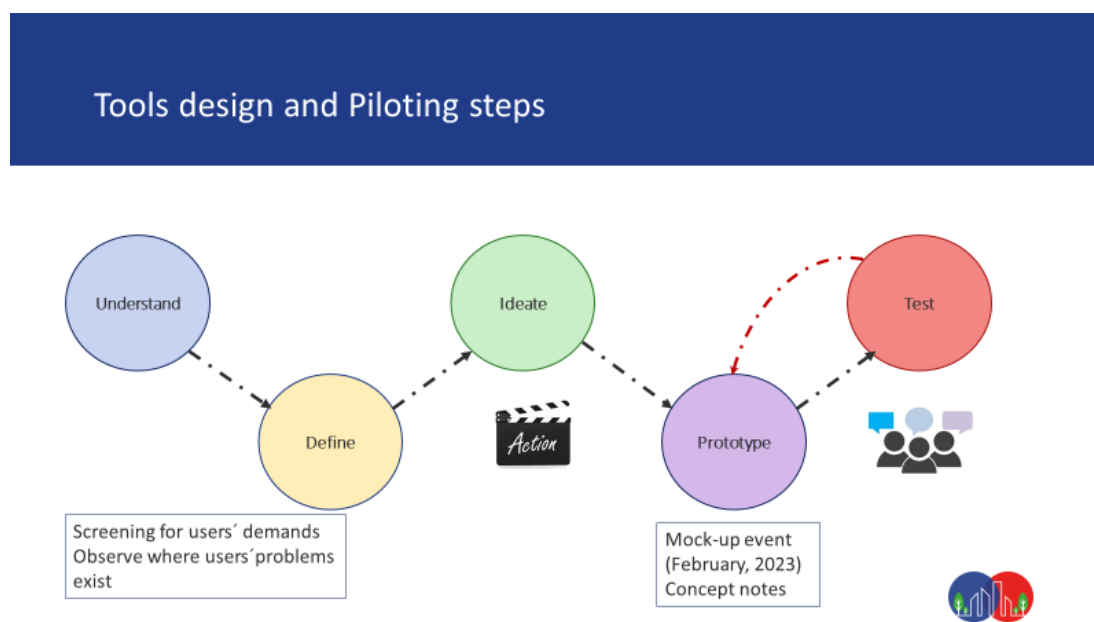 Tools design and Piloting steps
Understand
Ideate
Test
Define
Action
Prototype
Screening for users´ demands
Observe where users´problems
exist
Mock-up event
(February, 2023)
Concept notes